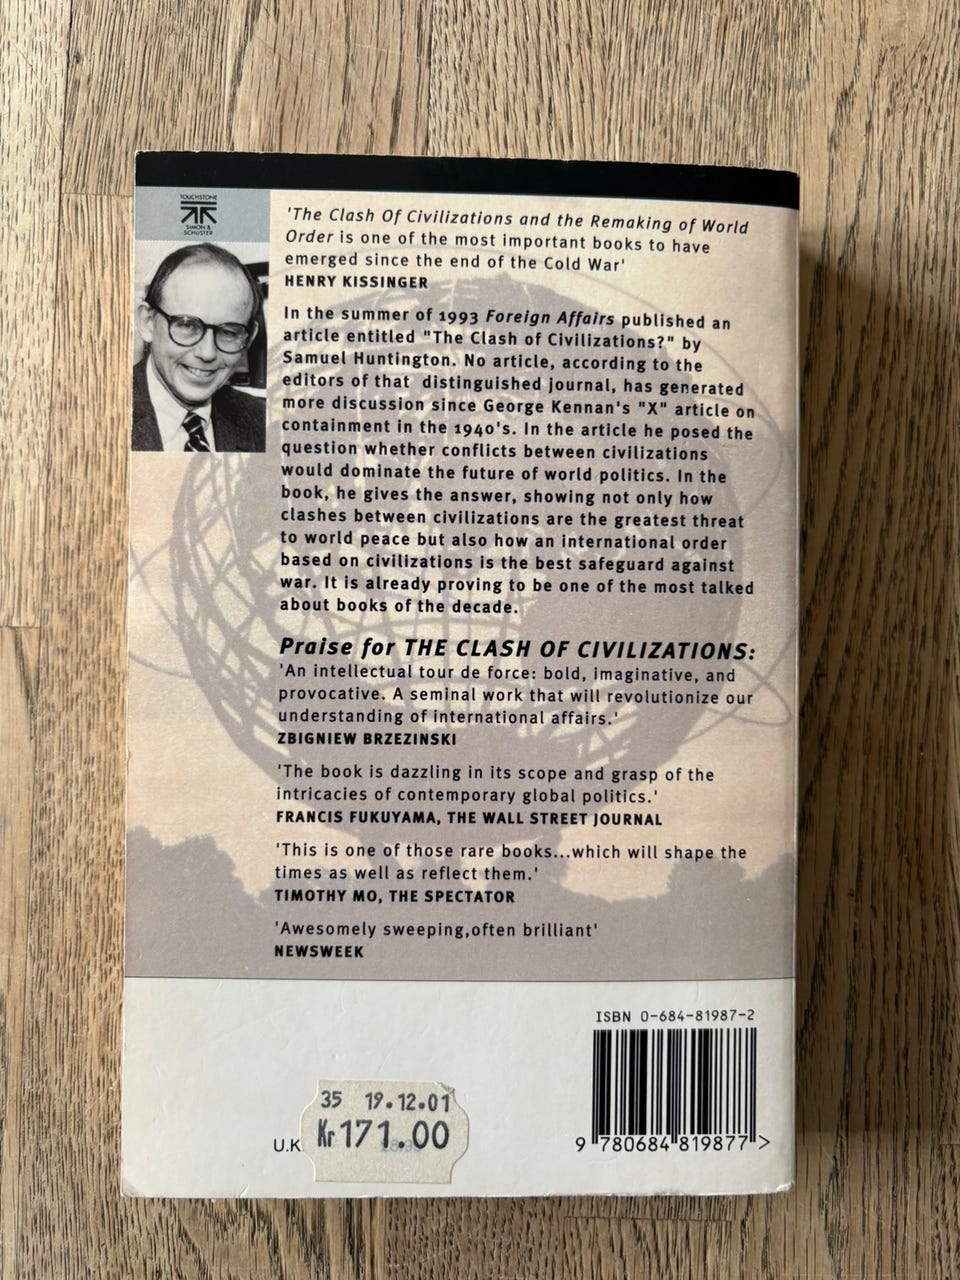 TOUCHSTONE
SIMON &
SCHUSTER
'The Clash Of Civilizations and the Remaking of World
Order is one of the most important books to have
emerged since the end of the Cold War'
HENRY KISSINGER
In the summer of 1993 Foreign Affairs published an
article entitled "The Clash of Civilizations?" by
Samuel Huntington. No article, according to the
editors of that distinguished journal, has generated
more discussion since George Kennan's "X" article on
containment in the 1940's. In the article he posed the
question whether conflicts between civilizations
would dominate the future of world politics. In the
book, he gives the answer, showing not only how
clashes between civilizations are the greatest threat
to world peace but also how an international order
based on civilizations is the best safeguard against
war. It is already proving to be one of the most talked
about books of the decade.
Praise for THE CLASH OF CIVILIZATIONS:
'An intellectual tour de force: bold, imaginative, and
provocative. A seminal work that will revolutionize our
understanding of international affairs.'
ZBIGNIEW BRZEZINSKI
'The book is dazzling in its scope and grasp of the
intricacies of contemporary global politics.'
FRANCIS FUKUYAMA, THE WALL STREET JOURNAL
'This is one of those rare books...which will shape the
times as well as reflect them.'
TIMOTHY MO, THE SPECTATOR
'Awesomely sweeping,often brilliant'
NEWSWEEK
ISBN 0-684-81987-2
35 19.12.01
Kr 171.00
U.K
9 780684 819877 >